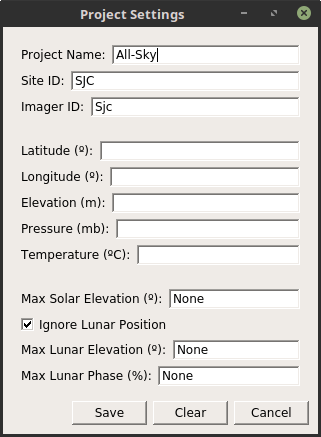 Project Settings
Project Name: All-Sky
Site ID: SJC
Imager ID: Sjc
Latitude (º):
Longitude (º):
Elevation (m):
Pressure (mb):
Temperature (ºC):
Max Solar Elevation (º): None
Ignore Lunar Position
Max Lunar Elevation (º): None
Max Lunar Phase (%): None
Save Clear Cancel